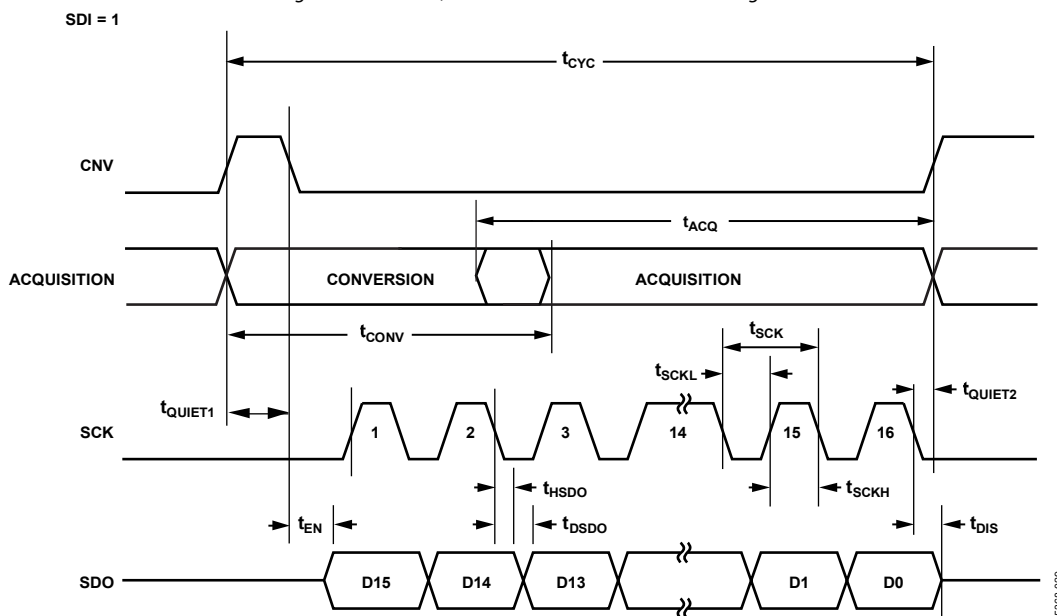 SDI = 1
tCYC
CNV
tACQ
ACQUISITION
CONVERSION
ACQUISITION
tCONV
tSCK
tSCKL
tQUIET1
tQUIET2
SCK
1 2 3 14 15 16
tHSDO
tSCKH
tEN
tDSDO
tDIS
SDO
D15 D14 D13 D1 D0